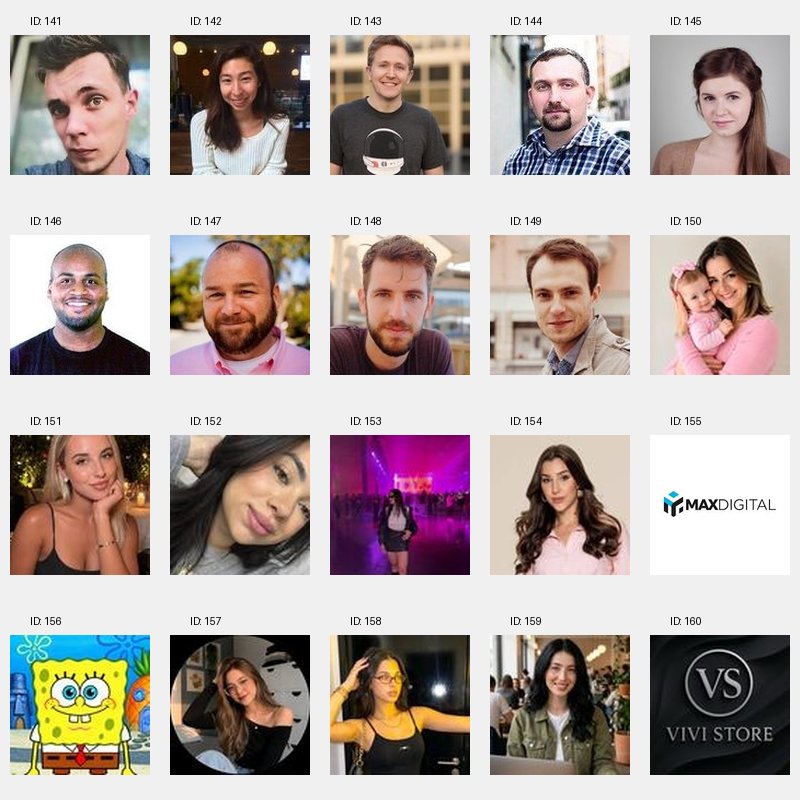 ID: 141
ID: 142
ID: 143
ID: 144
ID: 145
ID: 146
ID: 147
ID: 148
ID: 149
ID: 150
ID: 151
ID: 152
ID: 153
ID: 154
ID: 155
MAXDIGITAL
ID: 156
ID: 157
ID: 158
ID: 159
ID: 160
VS
VIVI STORE